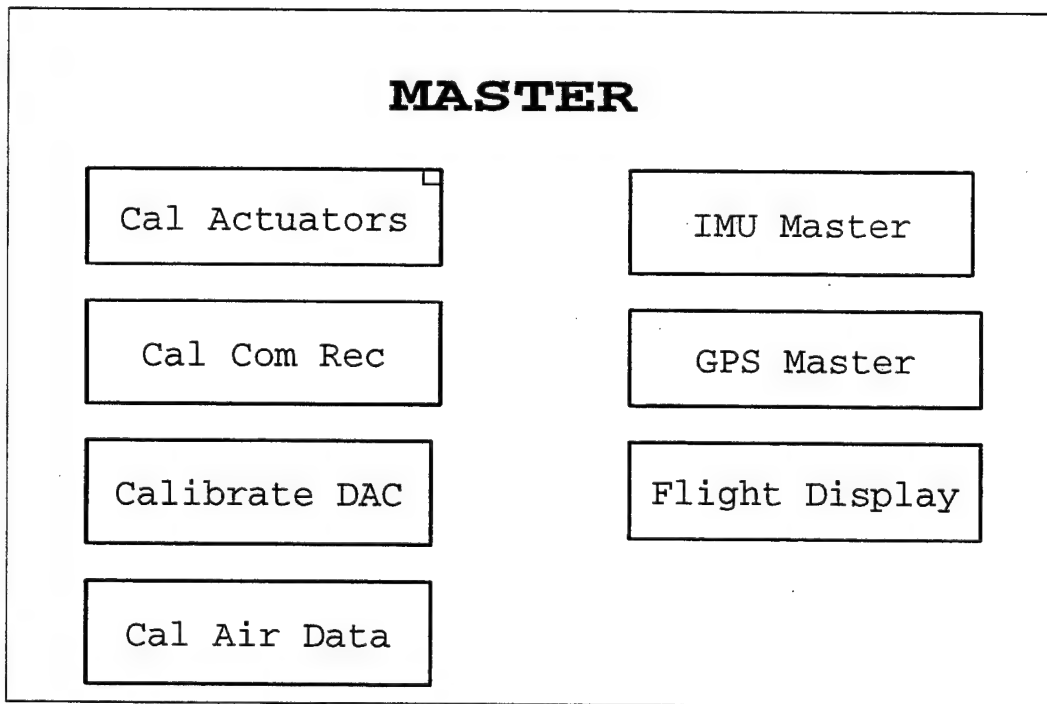 MASTER
Cal Actuators
Cal Com Rec
Calibrate DAC
Cal Air Data
IMU Master
GPS Master
Flight Display